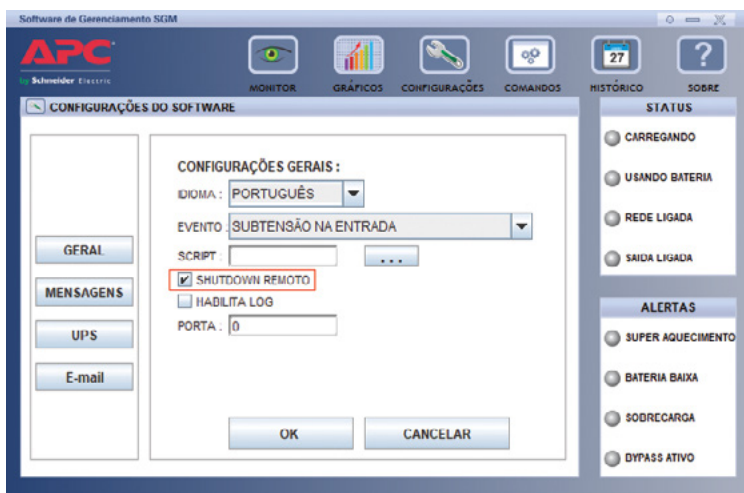 Software de Gerenciamento SGM
APC
by Schneider Electric
MONITOR
GRÁFICOS
CONFIGURAÇÕES
COMANDOS
27
HISTÓRICO
?
SOBRE
CONFIGURAÇÕES DO SOFTWARE
GERAL
MENSAGENS
UPS
E-mail
CONFIGURAÇÕES GERAIS :
IDIOMA : PORTUGUÊS
EVENTO : SUBTENSÃO NA ENTRADA
SCRIPT : ...
SHUTDOWN REMOTO
HABILITA LOG
PORTA : 0
OK CANCELAR
STATUS
CARREGANDO
USANDO BATERIA
REDE LIGADA
SAIDA LIGADA
ALERTAS
SUPER AQUECIMENTO
BATERIA BAIXA
SOBRECARGA
BYPASS ATIVO